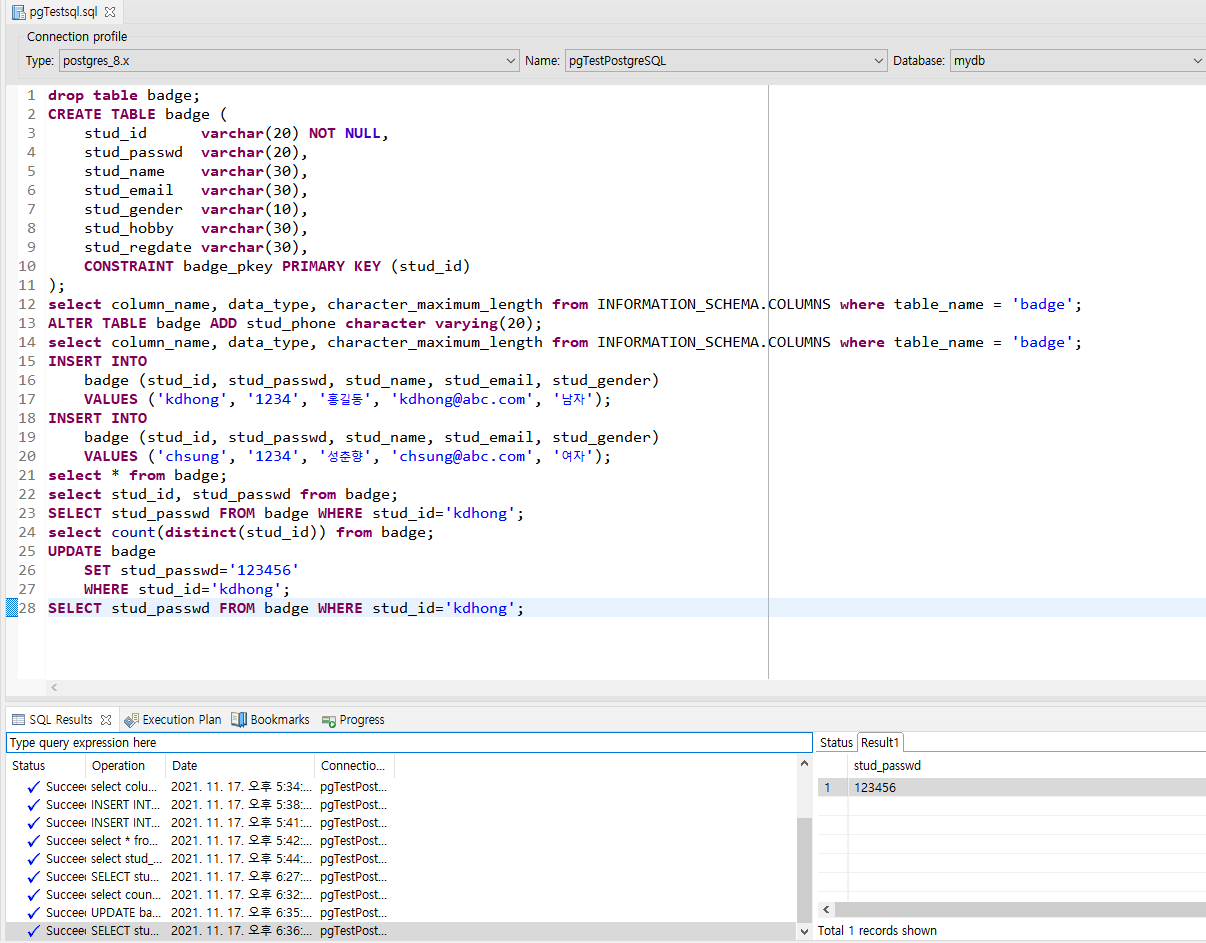 pgTestsql.sql
Connection profile
Type: postgres_8.x Name: pgTestPostgreSQL Database: mydb
1 drop table badge;
2 CREATE TABLE badge (
3 stud_id varchar(20) NOT NULL,
4 stud_passwd varchar(20),
5 stud_name varchar(30),
6 stud_email varchar(30),
7 stud_gender varchar(10),
8 stud_hobby varchar(30),
9 stud_regdate varchar(30),
10 CONSTRAINT badge_pkey PRIMARY KEY (stud_id)
11 );
12 select column_name, data_type, character_maximum_length from INFORMATION_SCHEMA.COLUMNS where table_name = 'badge';
13 ALTER TABLE badge ADD stud_phone character varying(20);
14 select column_name, data_type, character_maximum_length from INFORMATION_SCHEMA.COLUMNS where table_name = 'badge';
15 INSERT INTO
16 badge (stud_id, stud_passwd, stud_name, stud_email, stud_gender)
17 VALUES ('kdhong', '1234', '홍길동', 'kdhong@abc.com', '남자');
18 INSERT INTO
19 badge (stud_id, stud_passwd, stud_name, stud_email, stud_gender)
20 VALUES ('chsung', '1234', '성춘향', 'chsung@abc.com', '여자');
21 select * from badge;
22 select stud_id, stud_passwd from badge;
23 SELECT stud_passwd FROM badge WHERE stud_id='kdhong';
24 select count(distinct(stud_id)) from badge;
25 UPDATE badge
26 SET stud_passwd='123456'
27 WHERE stud_id='kdhong';
28 SELECT stud_passwd FROM badge WHERE stud_id='kdhong';
SQL Results Execution Plan Bookmarks Progress
Type query expression here
Status Operation Date Connectio...
Succeed select colu... 2021. 11. 17. 오후 5:34:... pgTestPost...
Succeed INSERT INT... 2021. 11. 17. 오후 5:38:... pgTestPost...
Succeed INSERT INT... 2021. 11. 17. 오후 5:41:... pgTestPost...
Succeed select * fro... 2021. 11. 17. 오후 5:42:... pgTestPost...
Succeed select stud_... 2021. 11. 17. 오후 5:44:... pgTestPost...
Succeed SELECT stu... 2021. 11. 17. 오후 6:27:... pgTestPost...
Succeed select coun... 2021. 11. 17. 오후 6:32:... pgTestPost...
Succeed UPDATE ba... 2021. 11. 17. 오후 6:35:... pgTestPost...
Succeed SELECT stu... 2021. 11. 17. 오후 6:36:... pgTestPost...
Status Result1
stud_passwd
1 123456
Total 1 records shown